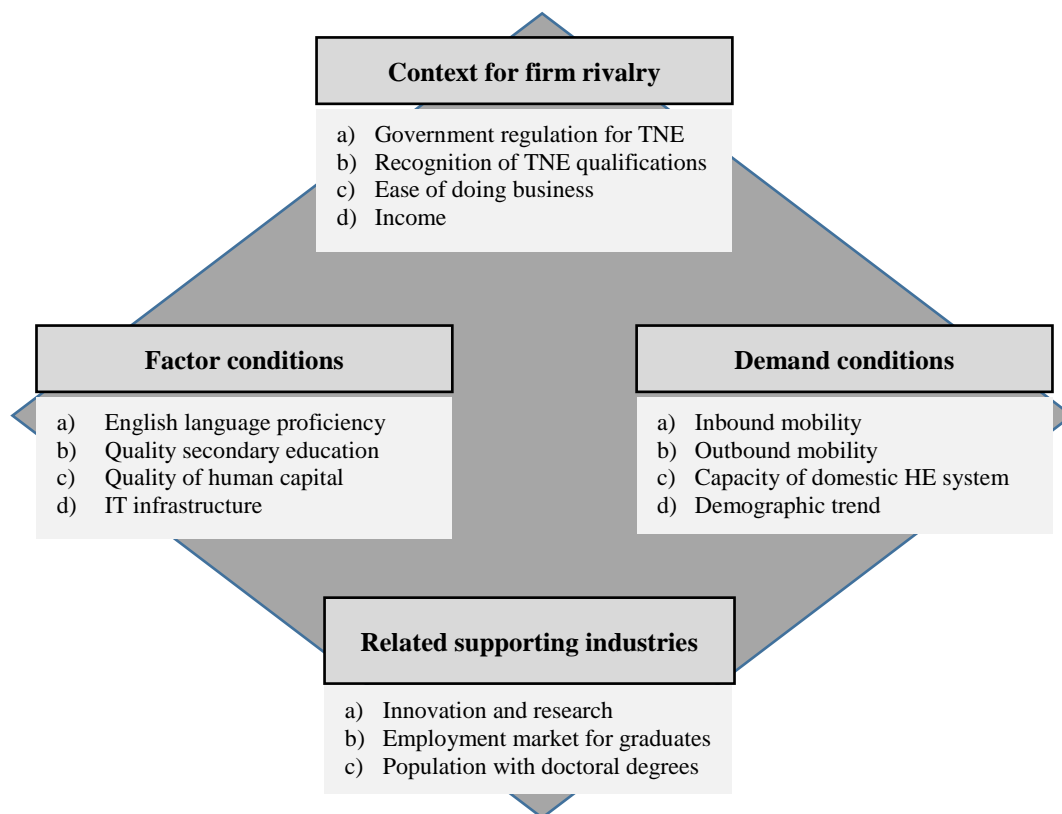 Context for firm rivalry
a) Government regulation for TNE
b) Recognition of TNE qualifications
c) Ease of doing business
d) Income
Factor conditions
a) English language proficiency
b) Quality secondary education
c) Quality of human capital
d) IT infrastructure
Demand conditions
a) Inbound mobility
b) Outbound mobility
c) Capacity of domestic HE system
d) Demographic trend
Related supporting industries
a) Innovation and research
b) Employment market for graduates
c) Population with doctoral degrees